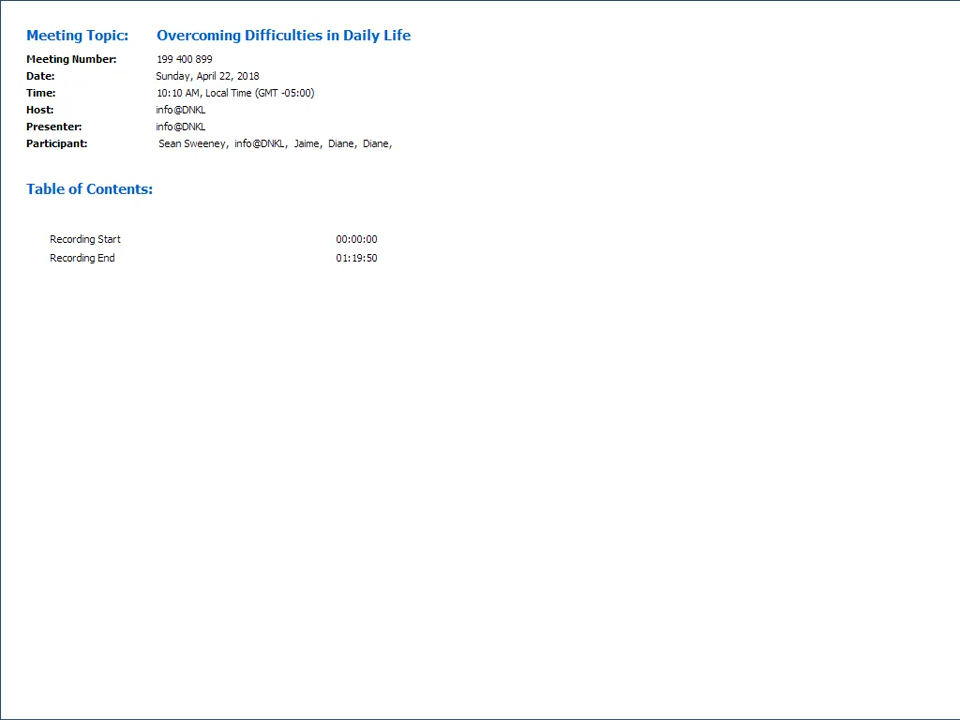 Meeting Topic: Overcoming Difficulties in Daily Life
Meeting Number: 199 400 899
Date: Sunday, April 22, 2018
Time: 10:10 AM, Local Time (GMT -05:00)
Host: info@DNKL
Presenter: info@DNKL
Participant: Sean Sweeney, info@DNKL, Jaime, Diane, Diane,
Table of Contents:
Recording Start 00:00:00
Recording End 01:19:50